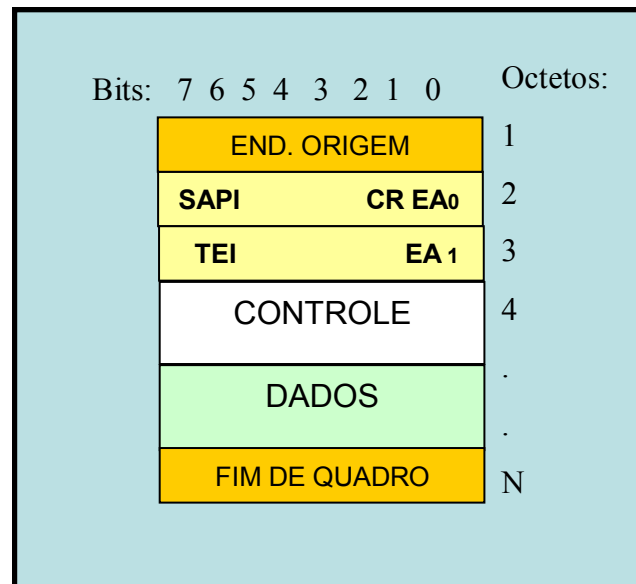 Bits: 7 6 5 4 3 2 1 0 Octetos:
END. ORIGEM 1
SAPI CR EA0 2
TEI EA 1 3
CONTROLE 4
.
DADOS
.
FIM DE QUADRO N